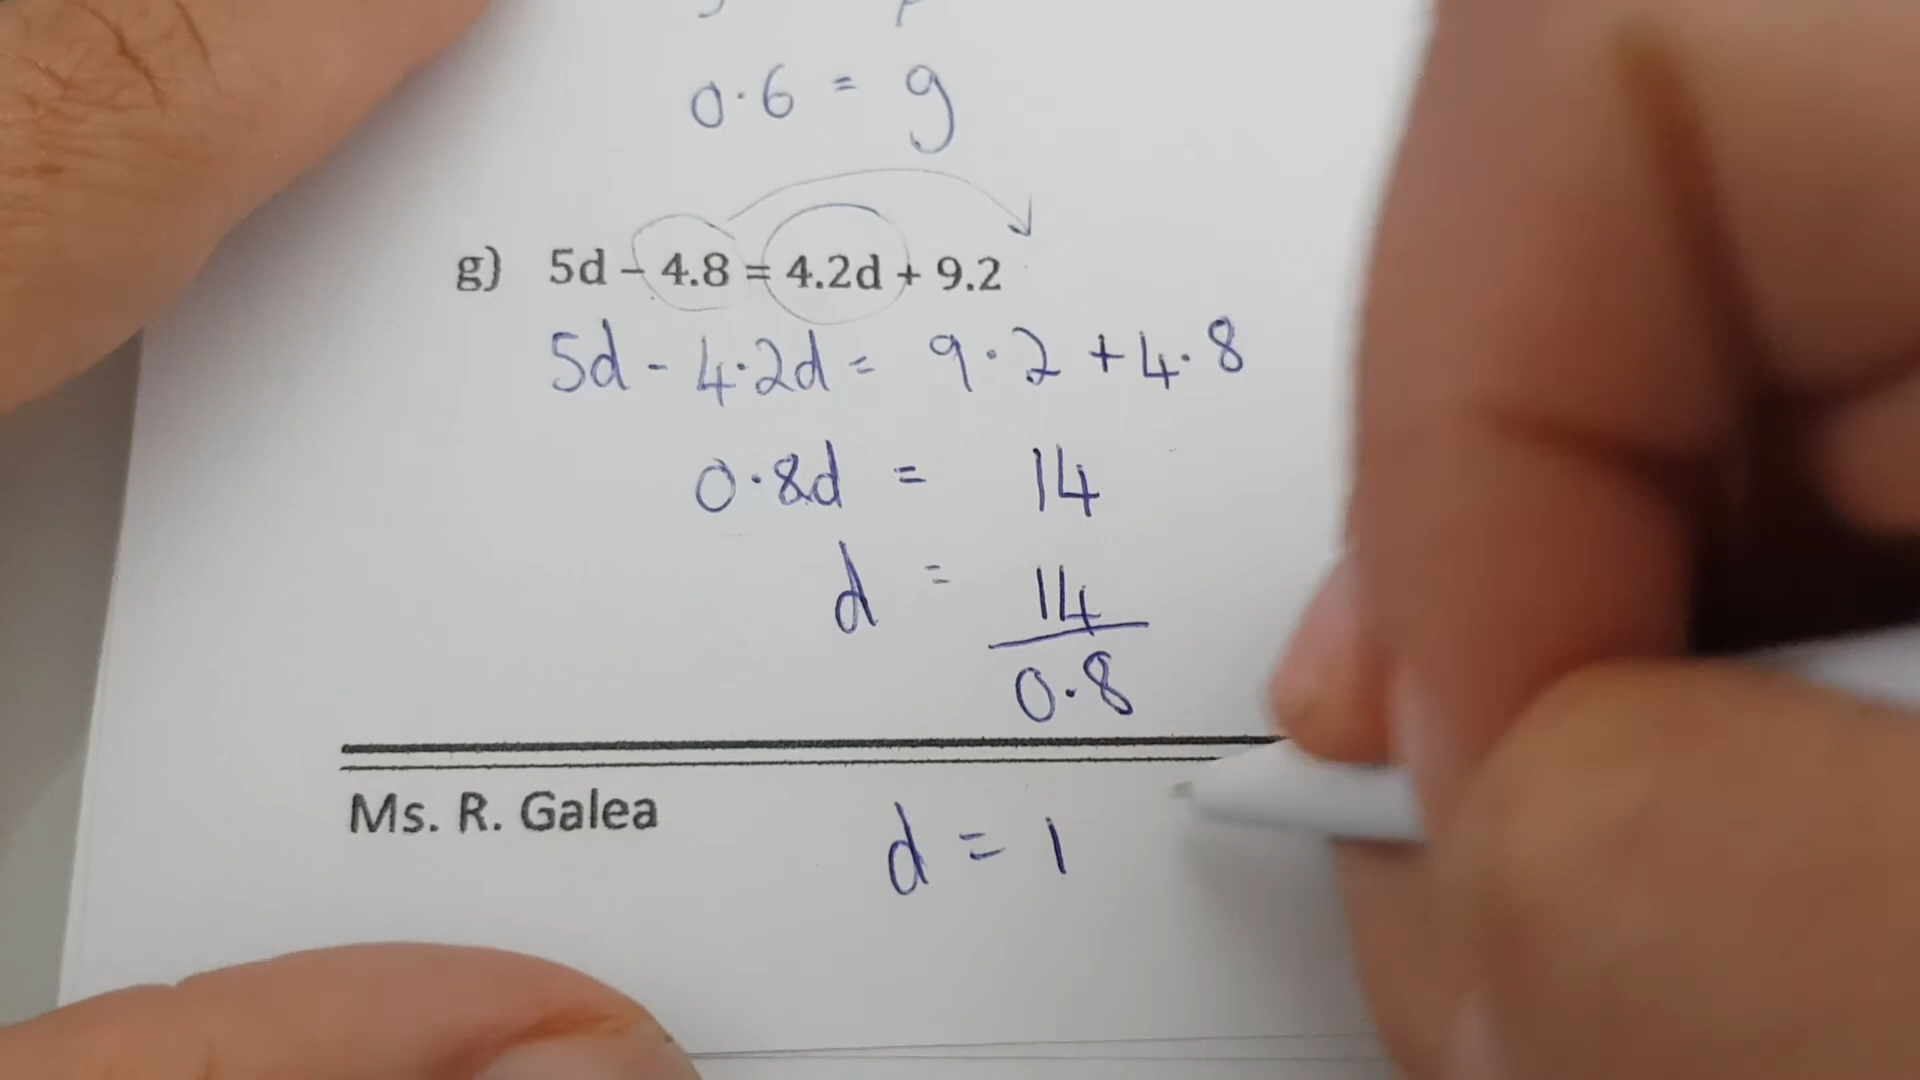 0.6 = g
g) 5d – 4.8 = 4.2d + 9.2
5d - 4.2d = 9.2 + 4.8
0.8d = 14
d = 14
0.8
Ms. R. Galea
d = 1